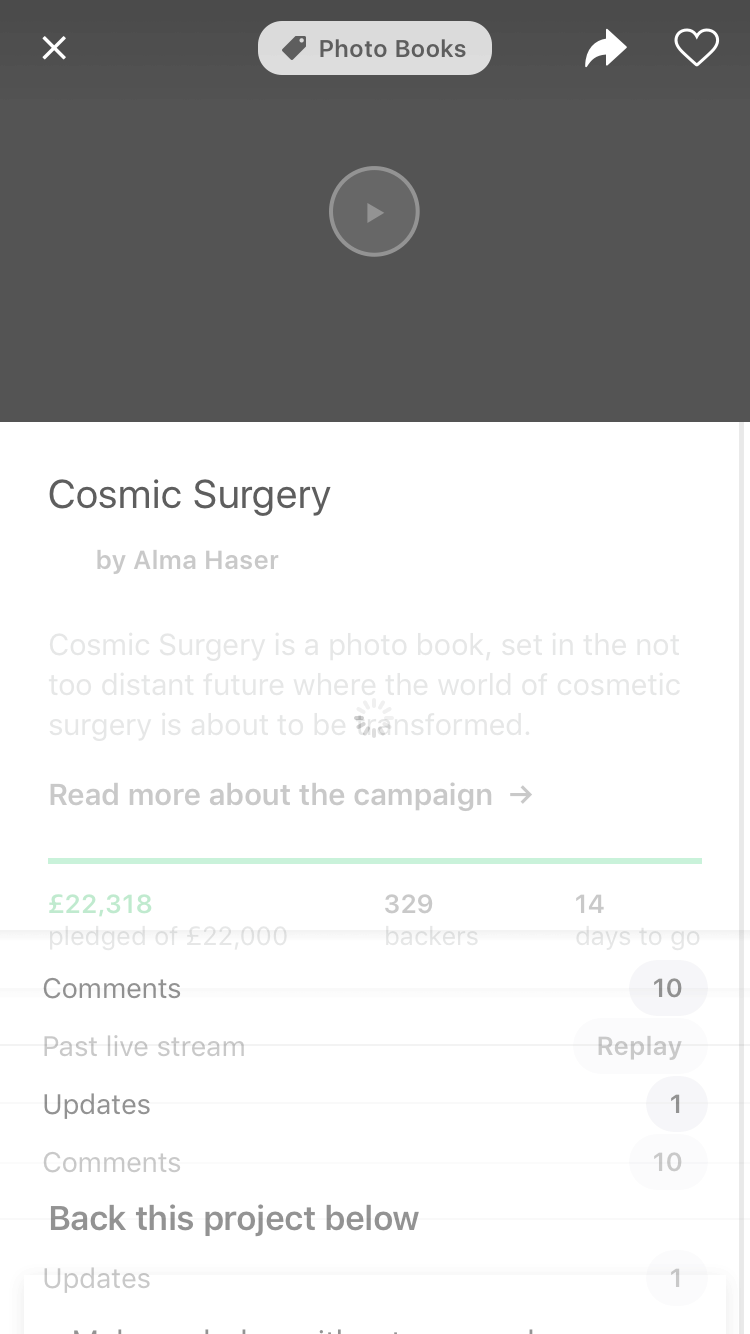 Photo Books
Cosmic Surgery
by Alma Haser
Cosmic Surgery is a photo book, set in the not
too distant future where the world of cosmetic
surgery is about to be transformed.
Read more about the campaign →
£22,318 329 14
pledged of £22,000 backers days to go
Comments 10
Past live stream Replay
Updates 1
Comments 10
Back this project below
Updates 1